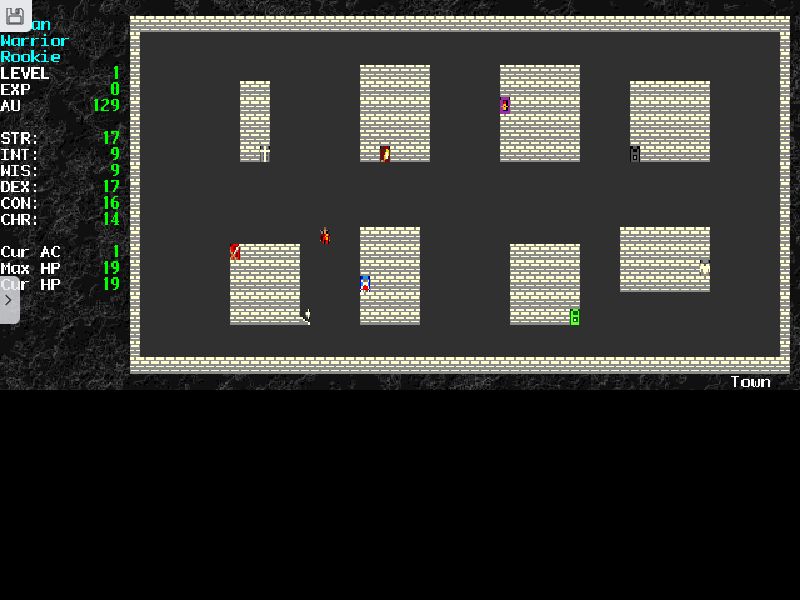 an
Warrior
Rookie
LEVEL 1
EXP 0
AU 129
STR: 17
INT: 9
WIS: 9
DEX: 17
CON: 16
CHR: 14
Cur AC 1
Max HP 19
Cur HP 19
Town